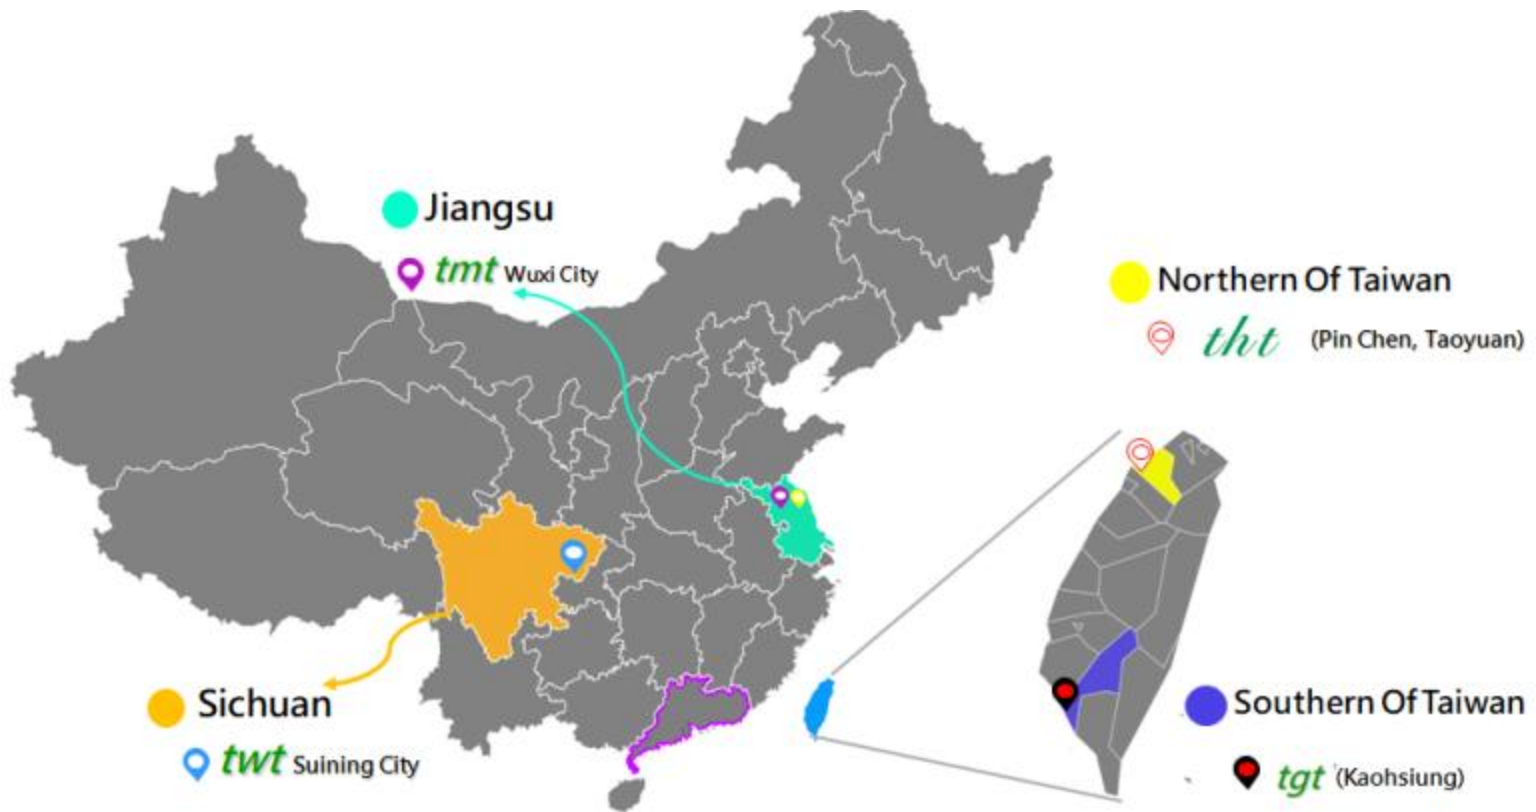 Jiangsu
tmt Wuxi City
Northern Of Taiwan
tht (Pin Chen, Taoyuan)
Sichuan
twt Suining City
Southern Of Taiwan
tgt (Kaohsiung)